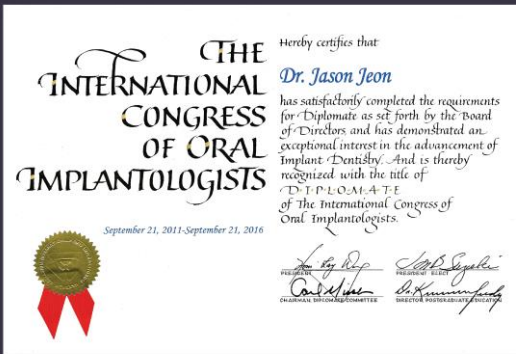 THE
INTERNATIONAL
CONGRESS
OF ORAL
IMPLANTOLOGISTS
September 21, 2011-September 21, 2016
Hereby certifies that
Dr. Jason Jeon
has satisfactorily completed the requirements
for Diplomate as set forth by the Board
of Directors, and has demonstrated an
exceptional interest in the advancement of
Implant Dentistry. And is thereby
recognized with the title of
D·I·P·L·O·M·A·T·E
of The International Congress of
Oral Implantologists.
PRESIDENT
PRESIDENT ELECT
CHAIRMAN, DIPLOMATE COMMITTEE
DIRECTOR POSTGRADUATE EDUCATION